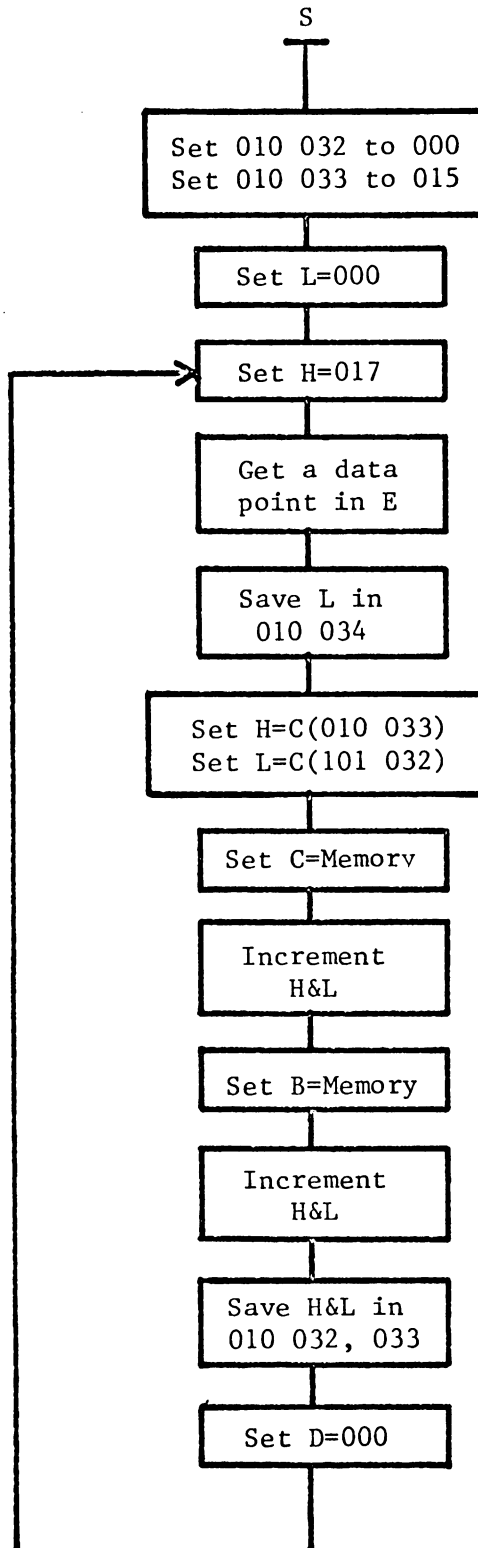 S
Set 010 032 to 000
Set 010 033 to 015
Set L=000
Set H=017
Get a data
point in E
Save L in
010 034
Set H=C(010 033)
Set L=C(101 032)
Set C=Memory
Increment
H&L
Set B=Memory
Increment
H&L
Save H&L in
010 032, 033
Set D=000